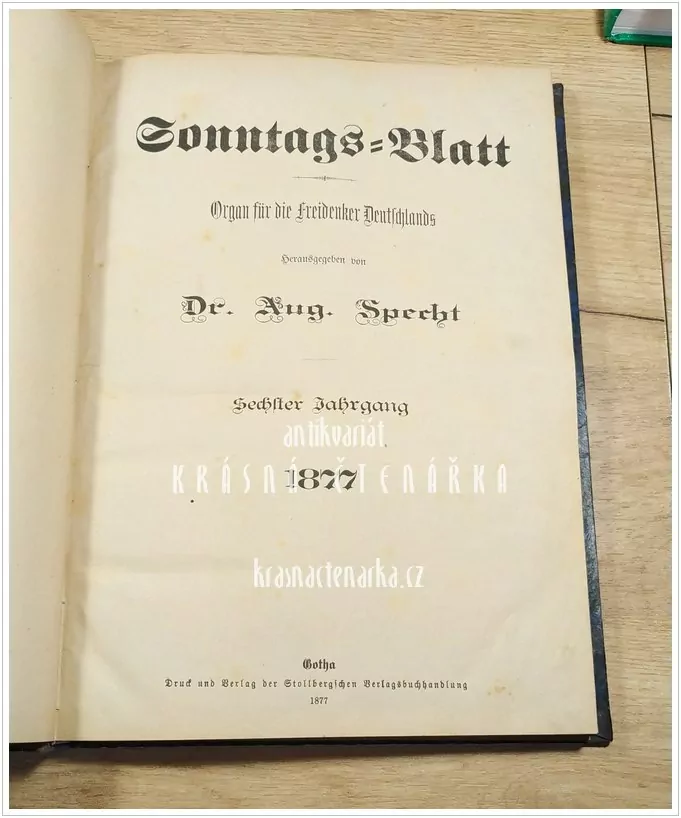 Sonntags=Blatt
Organ für die Freidenker Deutschlands
Herausgegeben von
Dr. Aug. Specht
Sechster Jahrgang
antikvariát
KRÁSNÁ ČTENÁŘKA
1877
krasnactenarka.cz
Gotha
Druck und Verlag der Stollbergschen Verlagsbuchhandlung
1877